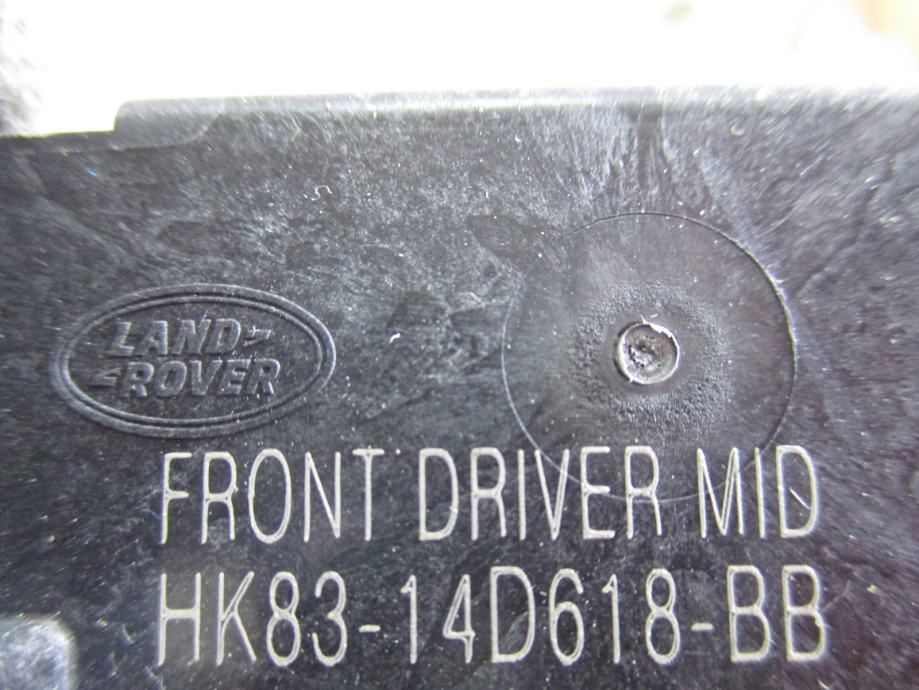 LAND
ROVER
FRONT DRIVER MID
HK83-14D618-BB